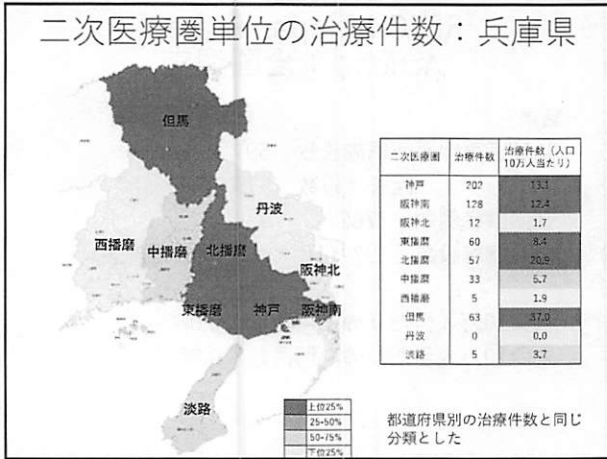 二次医療圏単位の治療件数：兵庫県
但馬
丹波
西播磨
中播磨
北播磨
阪神北
東播磨
神戸
阪神南
淡路
二次医療圏 治療件数 治療件数（人口10万人当たり）
神戸 202 13.1
阪神南 128 12.4
阪神北 12 1.7
東播磨 60 8.4
北播磨 57 20.9
中播磨 33 5.7
西播磨 5 1.9
但馬 63 37.0
丹波 0 0.0
淡路 5 3.7
上位25%
25-50%
50-75%
下位25%
都道府県別の治療件数と同じ
分類とした